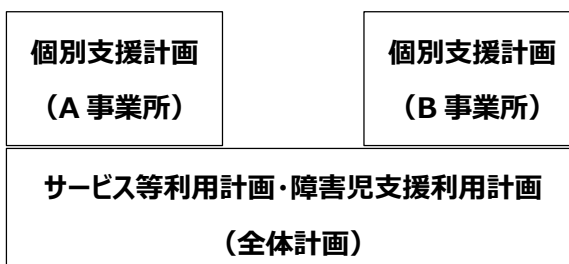 個別支援計画
（A 事業所）
個別支援計画
（B 事業所）
サービス等利用計画・障害児支援利用計画
（全体計画）